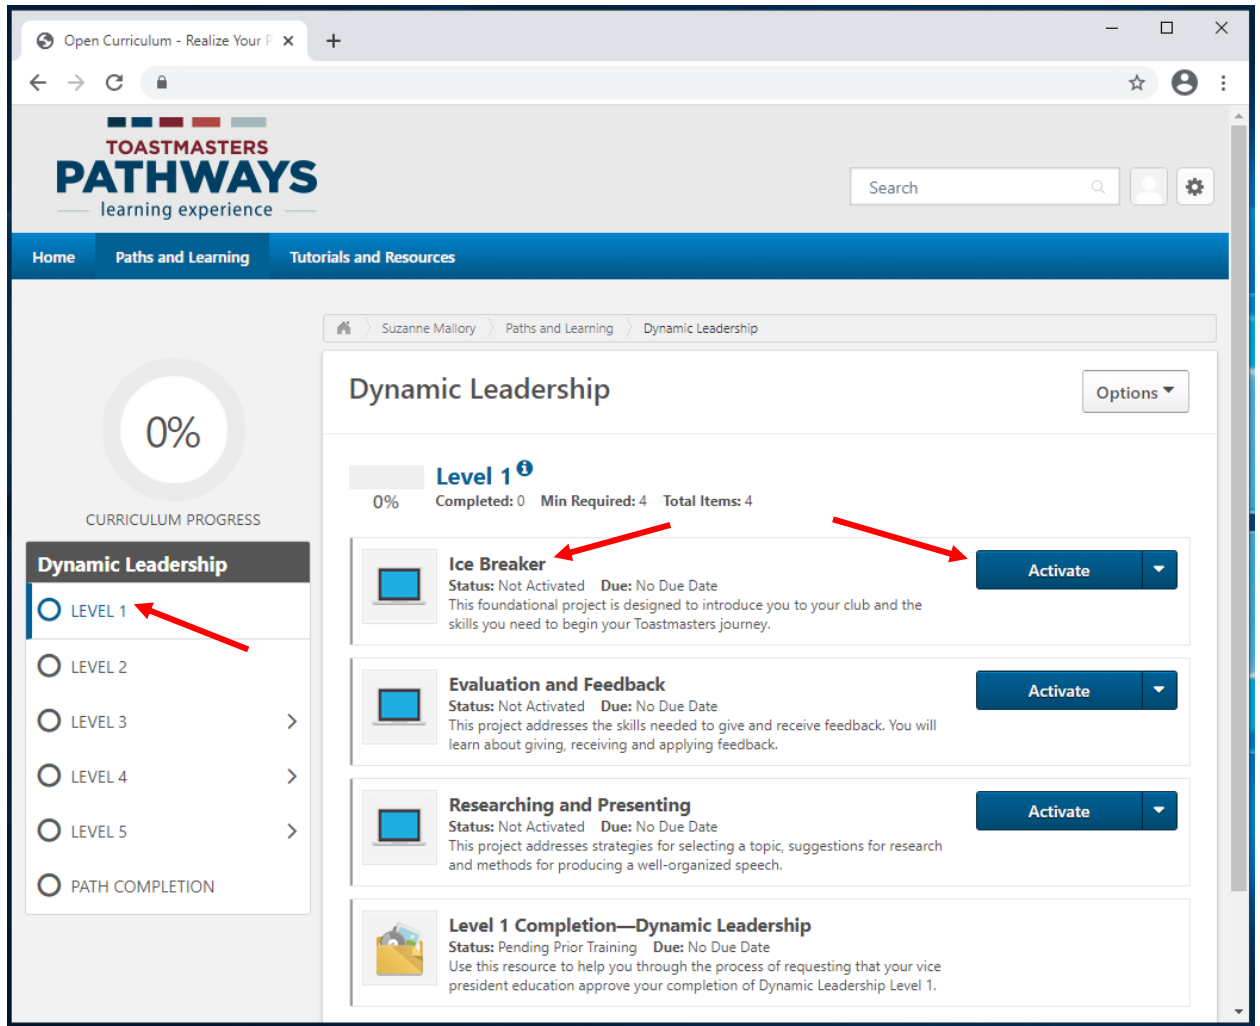 Open Curriculum - Realize Your P
TOASTMASTERS
PATHWAYS
learning experience
Search
Home Paths and Learning Tutorials and Resources
Suzanne Mallory Paths and Learning Dynamic Leadership
0%
CURRICULUM PROGRESS
Dynamic Leadership
LEVEL 1
LEVEL 2
LEVEL 3
LEVEL 4
LEVEL 5
PATH COMPLETION
Dynamic Leadership
Options
Level 1
0% Completed: 0 Min Required: 4 Total Items: 4
Ice Breaker
Status: Not Activated Due: No Due Date
This foundational project is designed to introduce you to your club and the
skills you need to begin your Toastmasters journey.
Activate
Evaluation and Feedback
Status: Not Activated Due: No Due Date
This project addresses the skills needed to give and receive feedback. You will
learn about giving, receiving and applying feedback.
Activate
Researching and Presenting
Status: Not Activated Due: No Due Date
This project addresses strategies for selecting a topic, suggestions for research
and methods for producing a well-organized speech.
Activate
Level 1 Completion—Dynamic Leadership
Status: Pending Prior Training Due: No Due Date
Use this resource to help you through the process of requesting that your vice
president education approve your completion of Dynamic Leadership Level 1.